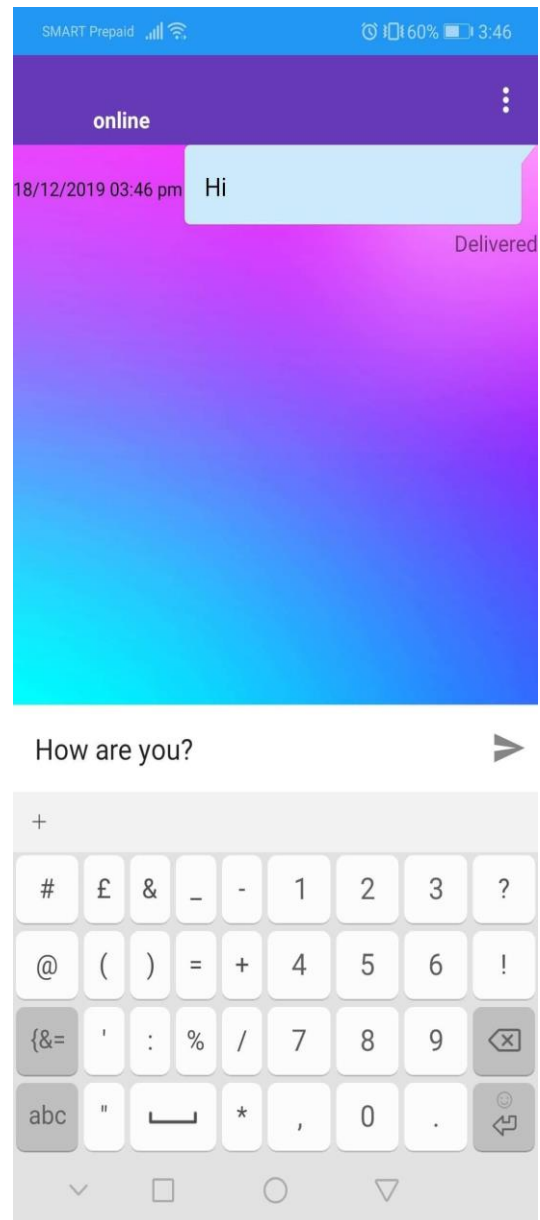 SMART Prepaid 60% 3:46
online
18/12/2019 03:46 pm Hi
Delivered
How are you?
+
# £ & _ - 1 2 3 ?
@ ( ) = + 4 5 6 !
{&= ' : % / 7 8 9
abc " * , 0 .